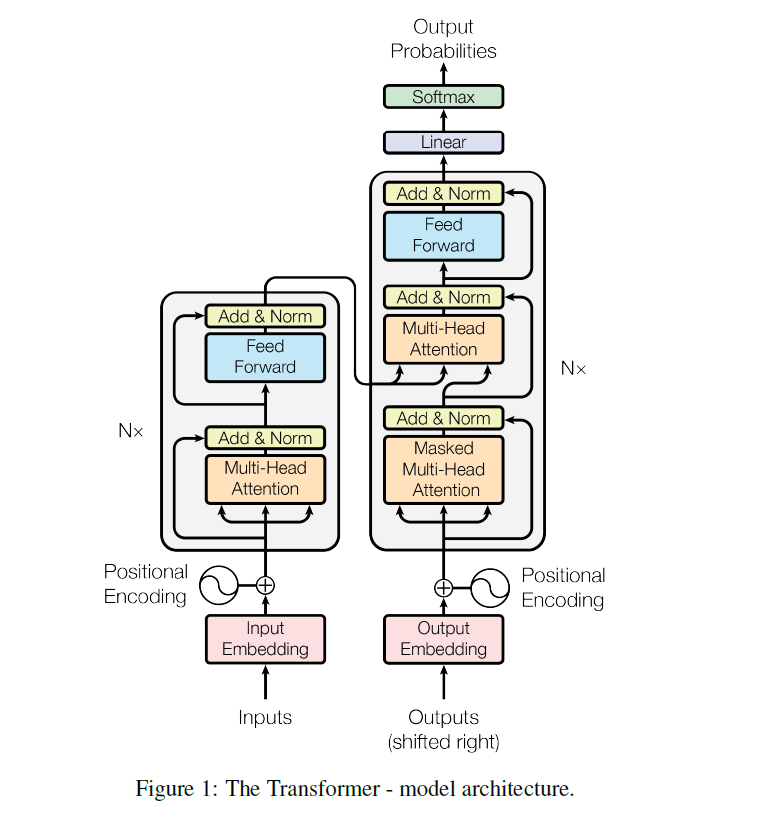 Output
Probabilities
Softmax
Linear
Add & Norm
Feed
Forward
Add & Norm
Multi-Head
Attention
Add & Norm
Masked
Multi-Head
Attention
N×
Add & Norm
Feed
Forward
Add & Norm
Multi-Head
Attention
N×
Positional
Encoding
Positional
Encoding
Input
Embedding
Output
Embedding
Inputs
Outputs
(shifted right)
Figure 1: The Transformer - model architecture.